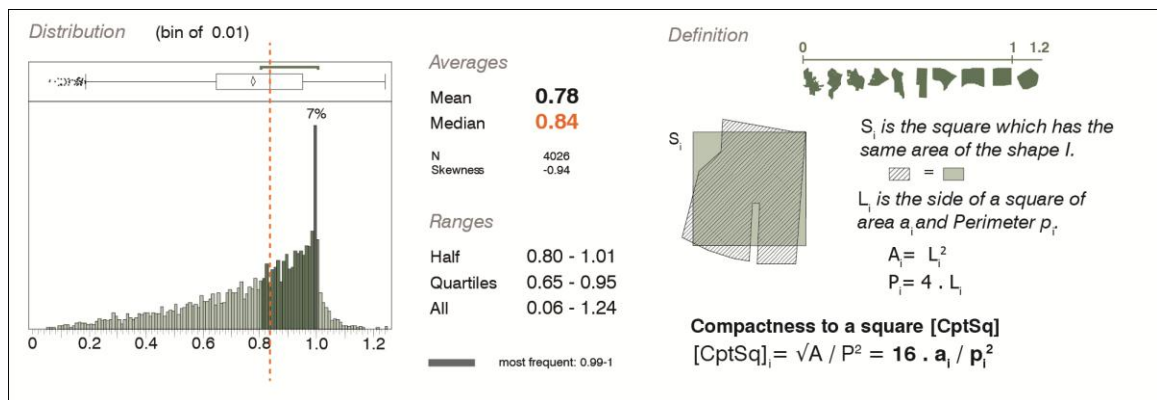 Distribution (bin of 0.01)
7%
0 0.2 0.4 0.6 0.8 1.0 1.2
Averages
Mean 0.78
Median 0.84
N 4026
Skewness -0.94
Ranges
Half 0.80 - 1.01
Quartiles 0.65 - 0.95
All 0.06 - 1.24
most frequent: 0.99-1
Definition
0 1 1.2
Si
Si is the square which has the
same area of the shape I.
=
Li is the side of a square of
area ai and Perimeter pi.
Ai= Li²
Pi= 4 . Li
Compactness to a square [CptSq]
[CptSq]i= √A / P² = 16 . ai / pi²